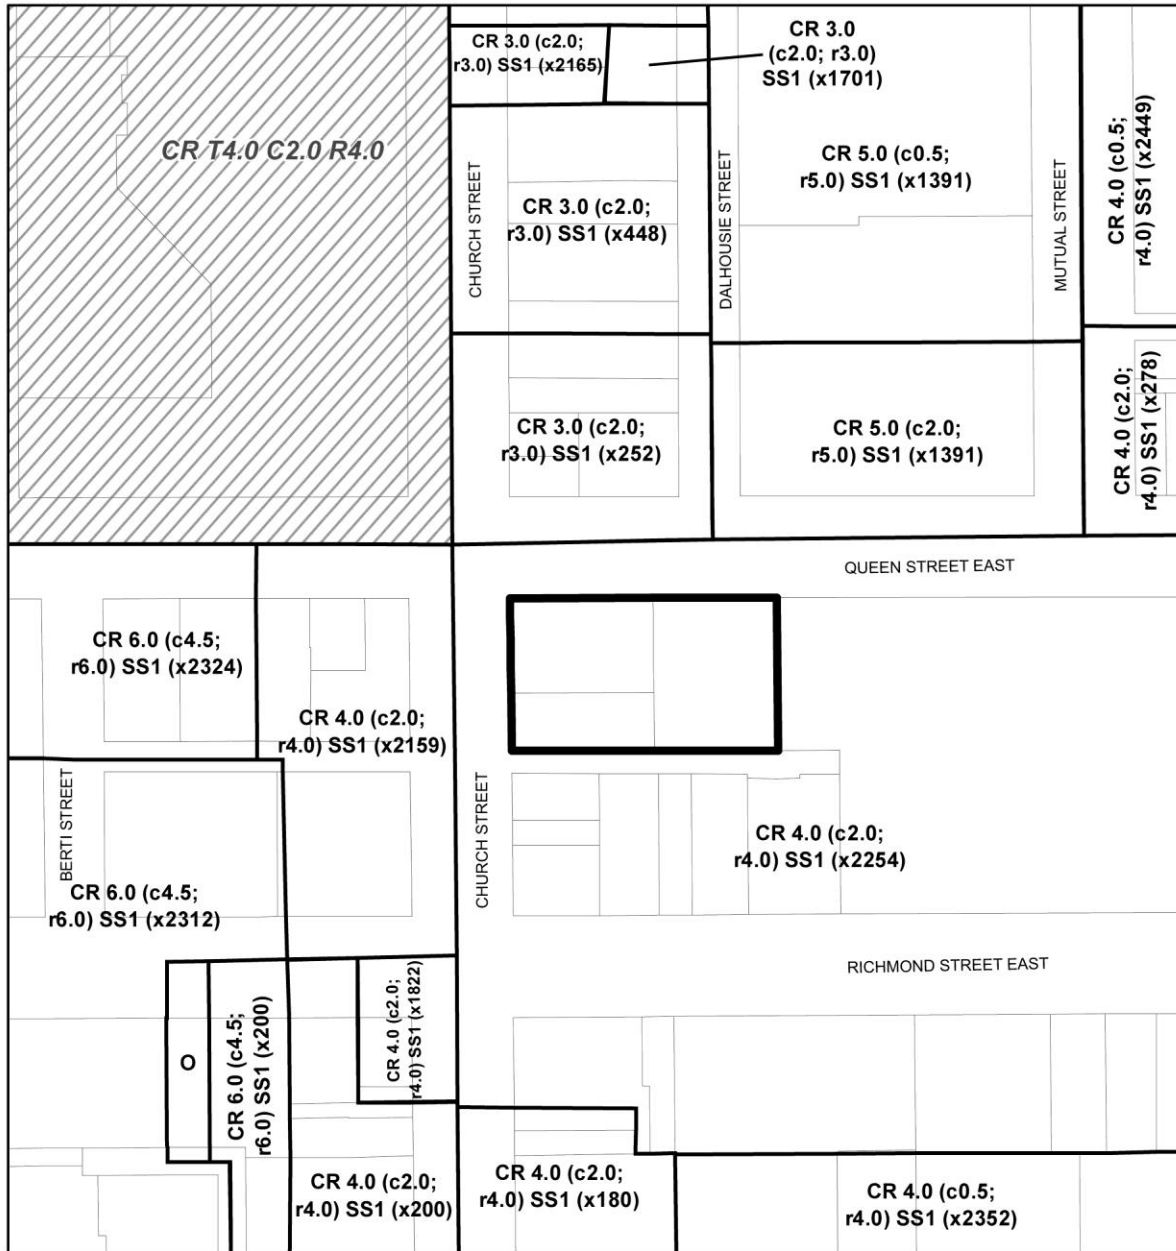 CR 3.0 (c2.0;
r3.0) SS1 (x2165)
CR 3.0
(c2.0; r3.0)
SS1 (x1701)
CR 4.0 (c0.5;
r4.0) SS1 (x2449)
CR T4.0 C2.0 R4.0
CHURCH STREET
CR 3.0 (c2.0;
r3.0) SS1 (x448)
DALHOUSIE STREET
CR 5.0 (c0.5;
r5.0) SS1 (x1391)
MUTUAL STREET
CR 3.0 (c2.0;
r3.0) SS1 (x252)
CR 5.0 (c2.0;
r5.0) SS1 (x1391)
CR 4.0 (c2.0;
r4.0) SS1 (x278)
QUEEN STREET EAST
CR 6.0 (c4.5;
r6.0) SS1 (x2324)
CR 4.0 (c2.0;
r4.0) SS1 (x2159)
BERTI STREET
CHURCH STREET
CR 4.0 (c2.0;
r4.0) SS1 (x2254)
CR 6.0 (c4.5;
r6.0) SS1 (x2312)
RICHMOND STREET EAST
O
CR 6.0 (c4.5;
r6.0) SS1 (x200)
CR 4.0 (c2.0;
r4.0) SS1 (x1822)
CR 4.0 (c2.0;
r4.0) SS1 (x200)
CR 4.0 (c2.0;
r4.0) SS1 (x180)
CR 4.0 (c0.5;
r4.0) SS1 (x2352)